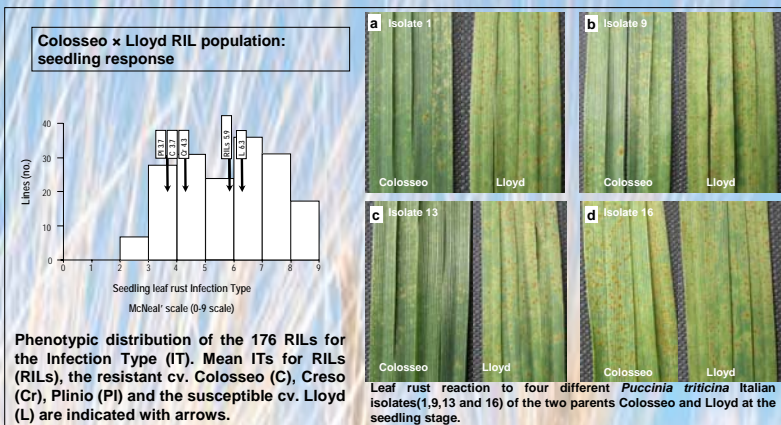 Colosseo × Lloyd RIL population:
seedling response
Lines (no.)
40
30
20
10
0
Pl 3.7
C 3.7
Cr 4.3
RILs 5.9
L 6.3
0 1 2 3 4 5 6 7 8 9
Seedling leaf rust Infection Type
McNeal' scale (0-9 scale)
Phenotypic distribution of the 176 RILs for
the Infection Type (IT). Mean ITs for RILs
(RILs), the resistant cv. Colosseo (C), Creso
(Cr), Plinio (Pl) and the susceptible cv. Lloyd
(L) are indicated with arrows.
a Isolate 1
Colosseo Lloyd
b Isolate 9
Colosseo Lloyd
c Isolate 13
Colosseo Lloyd
d Isolate 16
Colosseo Lloyd
Leaf rust reaction to four different Puccinia triticina Italian
isolates(1,9,13 and 16) of the two parents Colosseo and Lloyd at the
seedling stage.